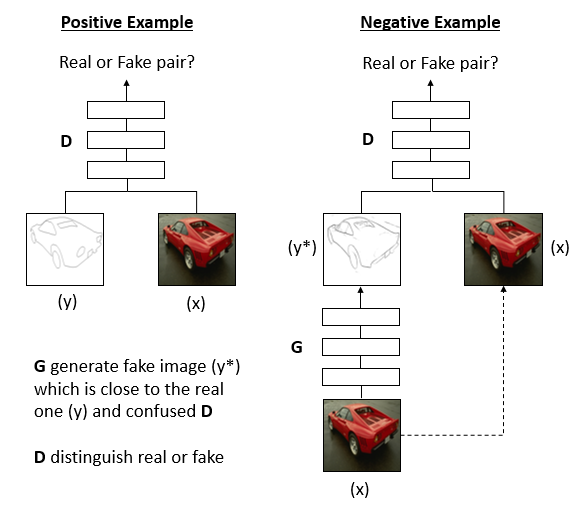 Positive Example
Real or Fake pair?
D
(y)
(x)
G generate fake image (y*)
which is close to the real
one (y) and confused D
D distinguish real or fake
Negative Example
Real or Fake pair?
D
(y*)
(x)
G
(x)